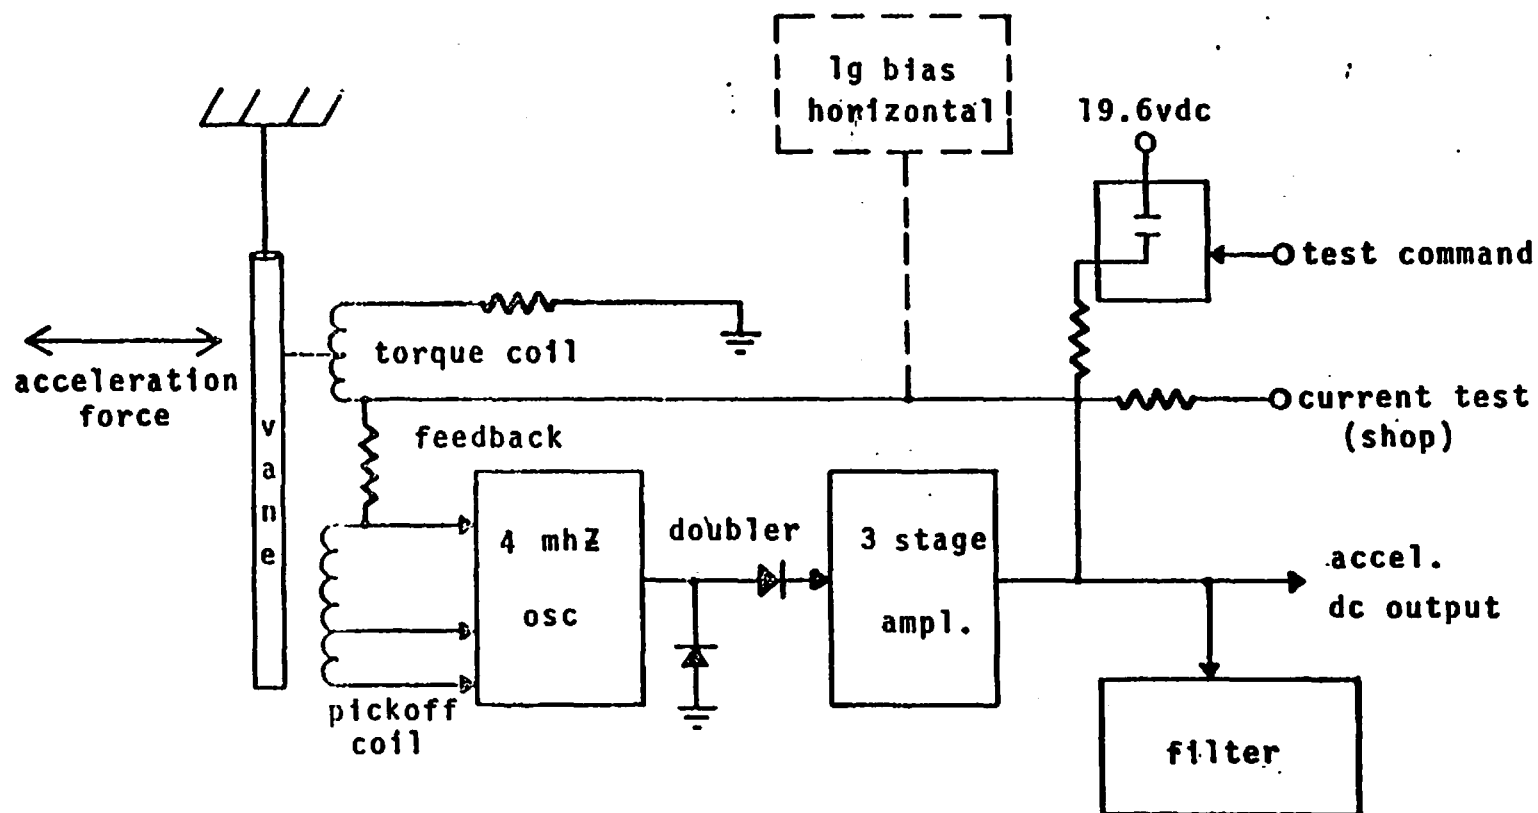 1g bias
horizontal
19.6vdc
test command
torque coil
acceleration
force
vane
feedback
current test
(shop)
4 mhZ
osc
doubler
3 stage
ampl.
accel.
dc output
pickoff
coil
filter